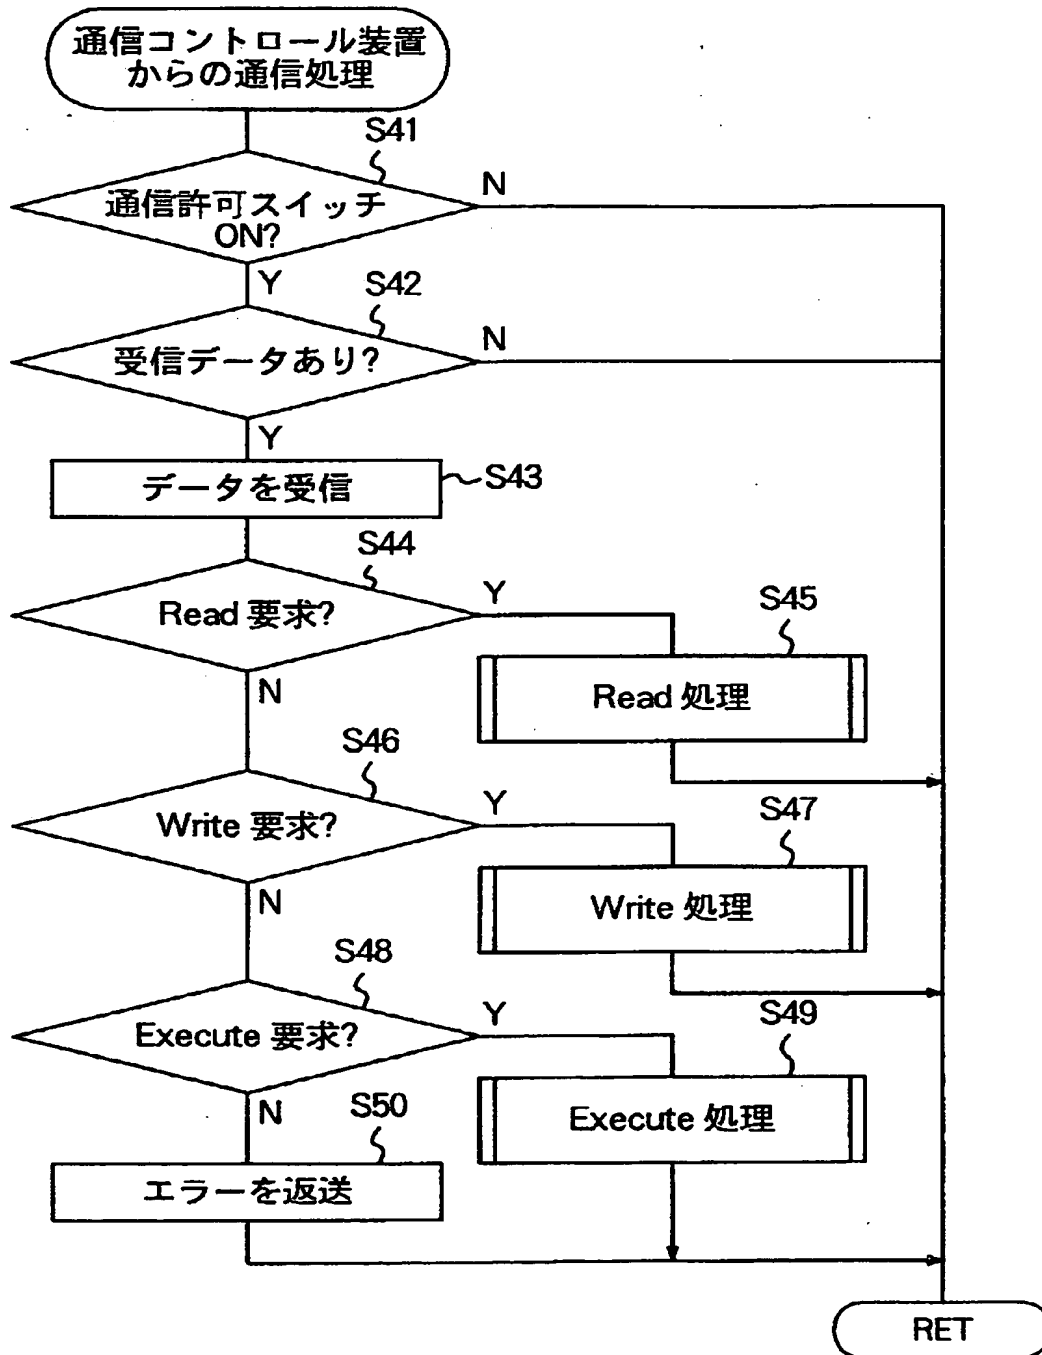 通信コントロール装置
からの通信処理
S41
通信許可スイッチ
ON?
N
Y
S42
受信データあり?
N
Y
データを受信
S43
S44
Read 要求?
Y
N
S45
Read 処理
S46
Write 要求?
Y
N
S47
Write 処理
S48
Execute 要求?
Y
N
S49
Execute 処理
S50
エラーを返送
RET